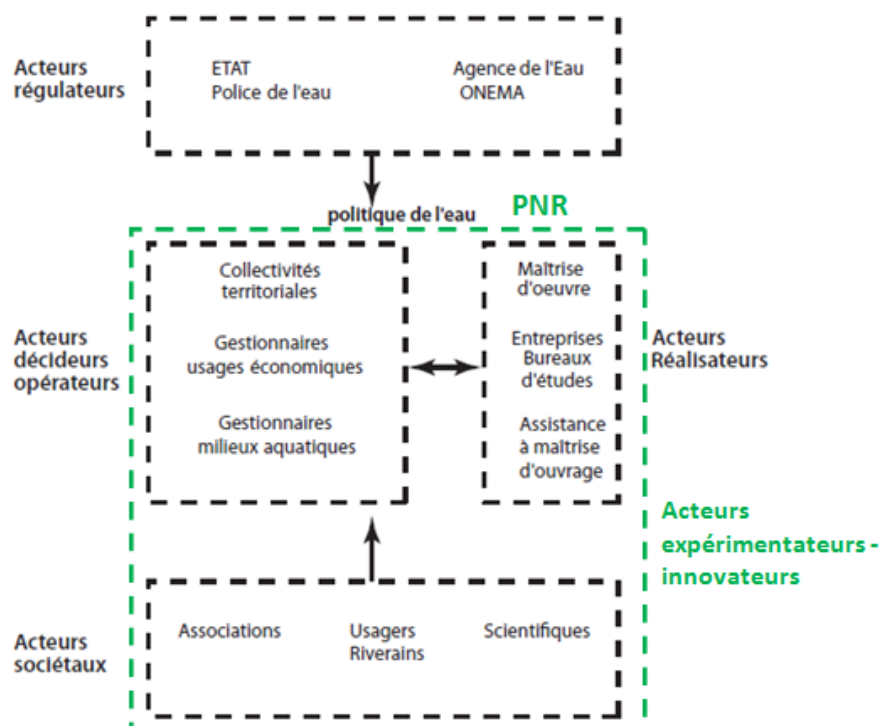 Acteurs
régulateurs
ETAT
Police de l'eau
Agence de l'Eau
ONEMA
politique de l'eau
PNR
Acteurs
décideurs
opérateurs
Collectivités
territoriales
Gestionnaires
usages économiques
Gestionnaires
milieux aquatiques
Maîtrise
d'oeuvre
Entreprises
Bureaux
d'études
Assistance
à maîtrise
d'ouvrage
Acteurs
Réalisateurs
Acteurs
expérimentateurs -
innovateurs
Acteurs
sociétaux
Associations
Usagers
Riverains
Scientifiques